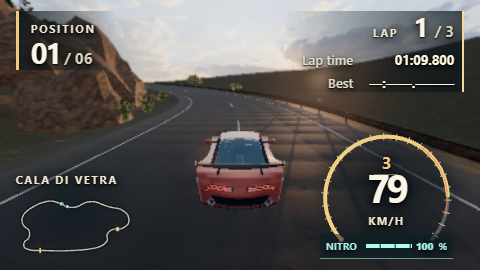 POSITION
01 / 06
LAP 1 / 3
Lap time 01:09.800
Best --:--.---
CALA DI VETRA
3
79
KM/H
NITRO 100 %